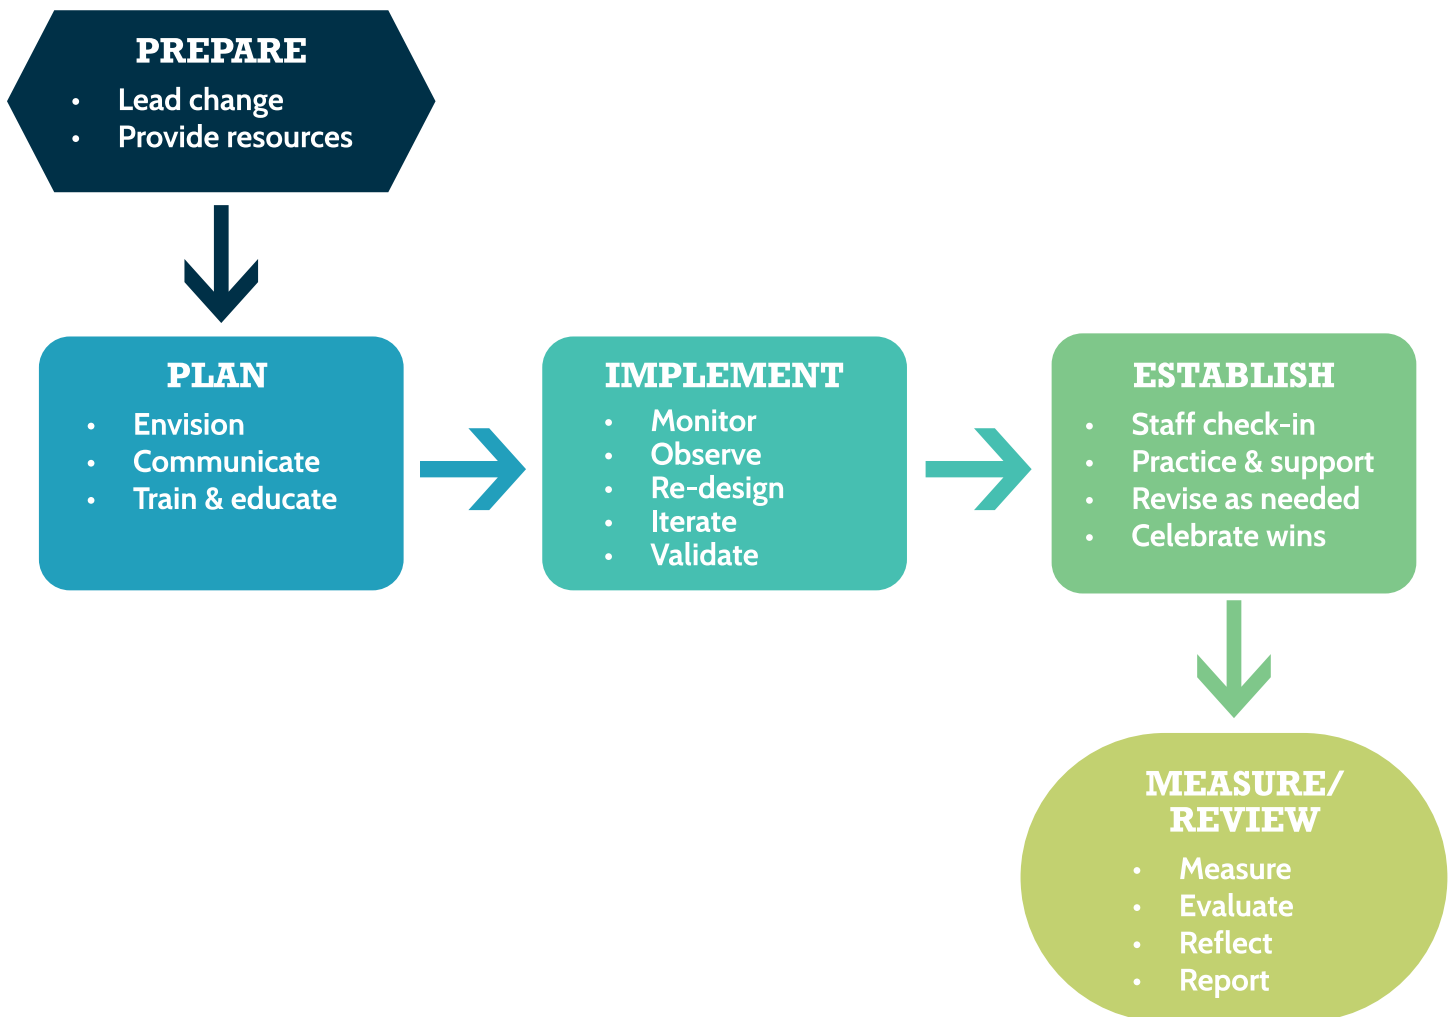 PREPARE
• Lead change
• Provide resources
PLAN
• Envision
• Communicate
• Train & educate
IMPLEMENT
• Monitor
• Observe
• Re-design
• Iterate
• Validate
ESTABLISH
• Staff check-in
• Practice & support
• Revise as needed
• Celebrate wins
MEASURE/
REVIEW
• Measure
• Evaluate
• Reflect
• Report